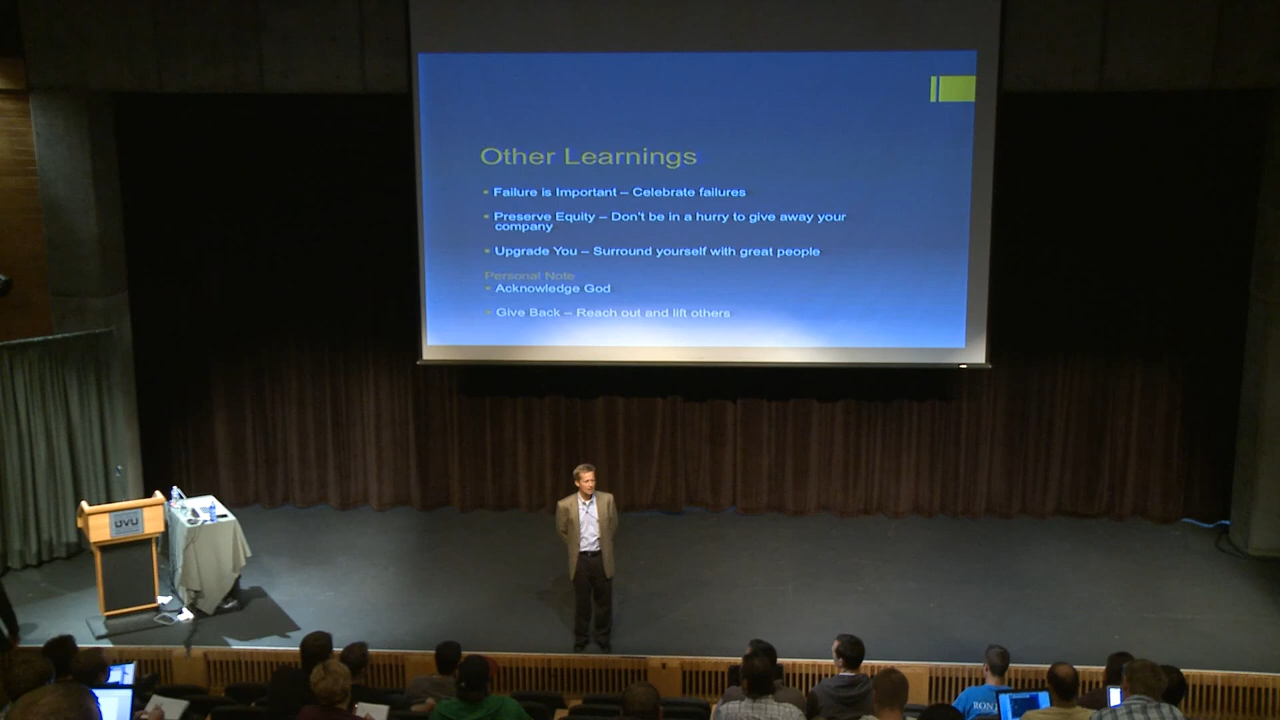 Other Learnings
Failure is Important – Celebrate failures
Preserve Equity – Don't be in a hurry to give away your
company
Upgrade You – Surround yourself with great people
Personal Note
Acknowledge God
Give Back – Reach out and lift others
UVU
RON